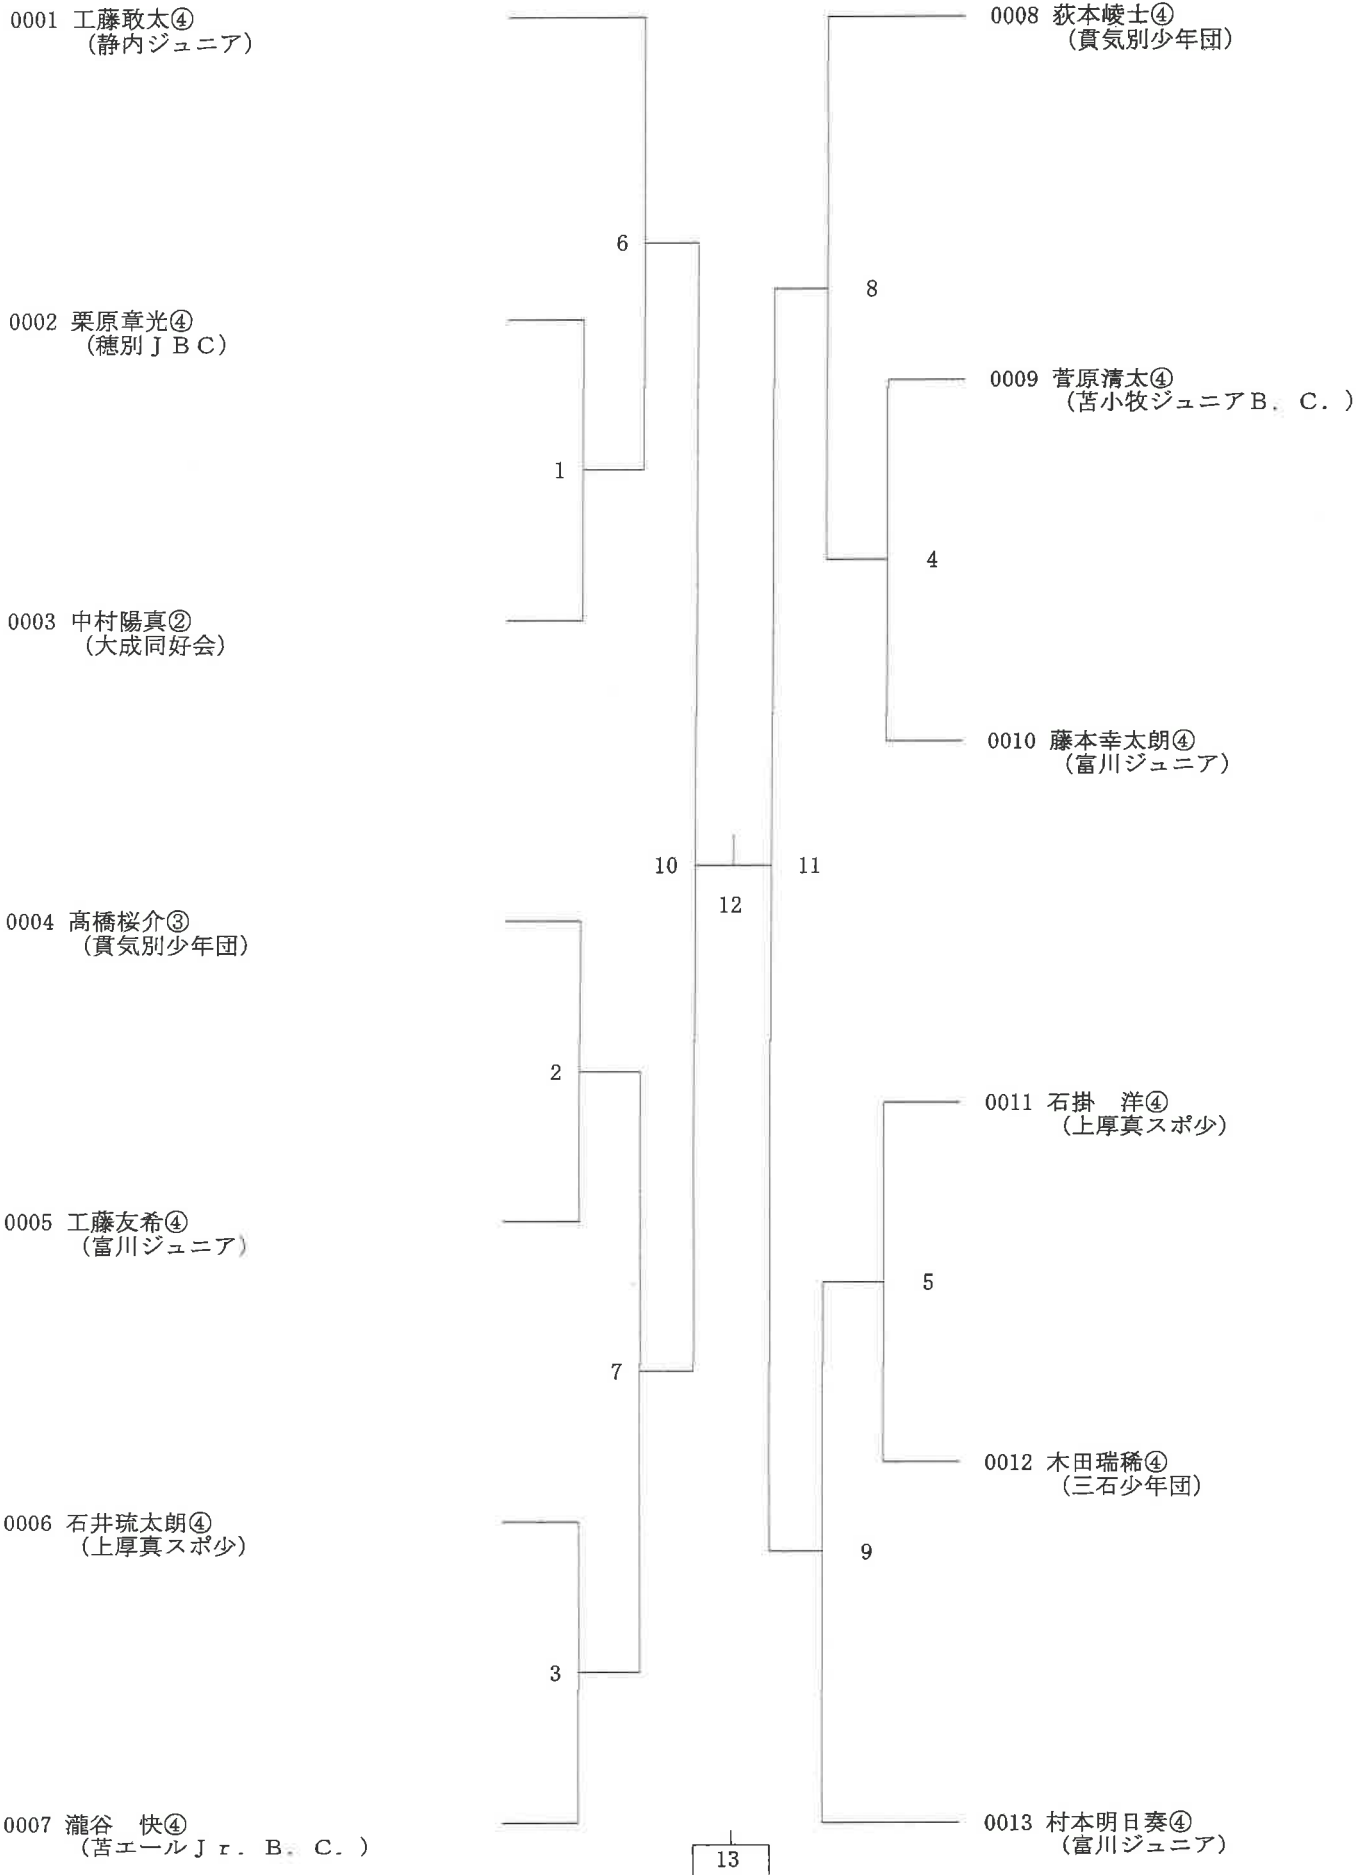 0001 工藤敢太④
(静内ジュニア)
6
0002 栗原章光④
(穂別ＪＢＣ)
1
0003 中村陽真②
(大成同好会)
10
0004 髙橋桜介③
(貫気別少年団)
2
0005 工藤友希④
(富川ジュニア)
7
0006 石井琉太朗④
(上厚真スポ少)
3
0007 瀧谷　快④
(苫エールＪｒ．Ｂ．Ｃ．)
12
13
0008 荻本崚士④
(貫気別少年団)
8
0009 菅原清太④
(苫小牧ジュニアＢ．Ｃ．)
4
0010 藤本幸太朗④
(富川ジュニア)
11
0011 石掛　洋④
(上厚真スポ少)
5
0012 木田瑞稀④
(三石少年団)
9
0013 村本明日奏④
(富川ジュニア)